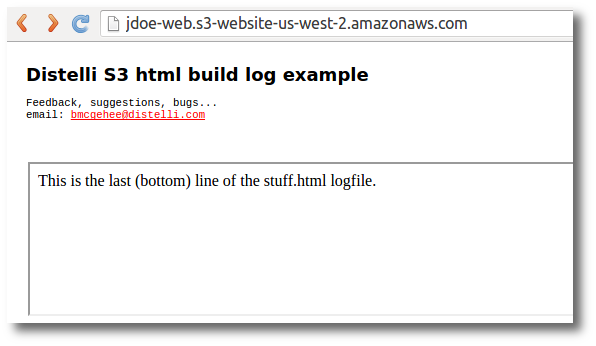 jdoe-web.s3-website-us-west-2.amazonaws.com
Distelli S3 html build log example
Feedback, suggestions, bugs...
email: bmcgehee@distelli.com
This is the last (bottom) line of the stuff.html logfile.